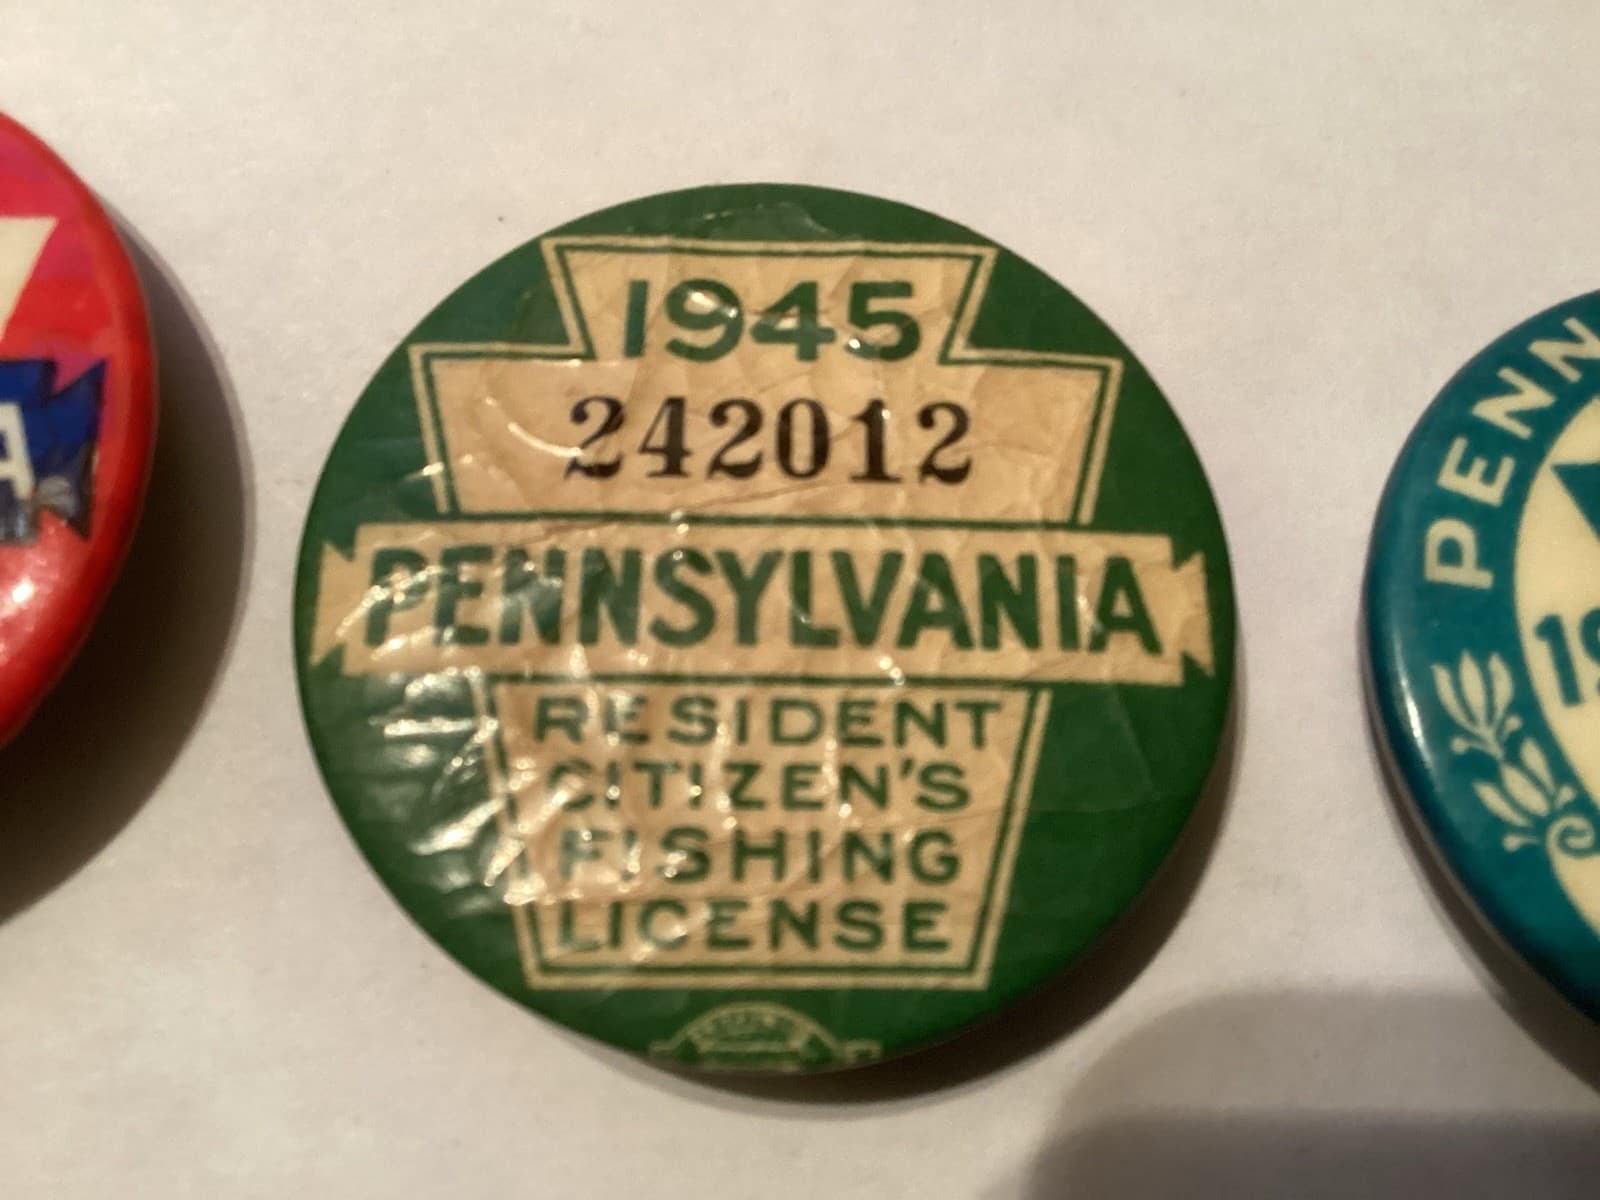 1945
242012
PENNSYLVANIA
RESIDENT
CITIZEN'S
FISHING
LICENSE
A
PENN